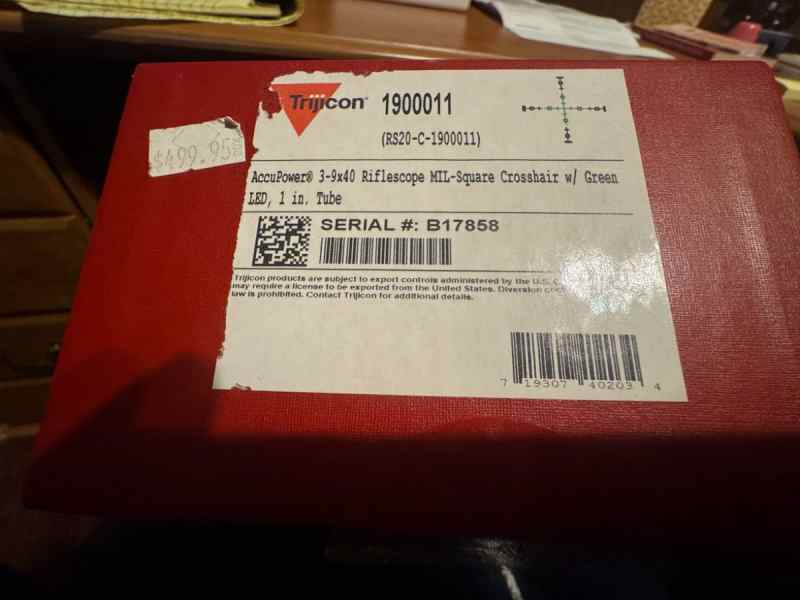 Trijicon® 1900011
(RS20-C-1900011)
$499.95
AccuPower® 3-9x40 Riflescope MIL-Square Crosshair w/ Green
LED, 1 in. Tube
SERIAL #: B17858
Trijicon products are subject to export controls administered by the U.S.
may require a license to be exported from the United States. Diversion
law is prohibited. Contact Trijicon for additional details.
7 19307 40203 4